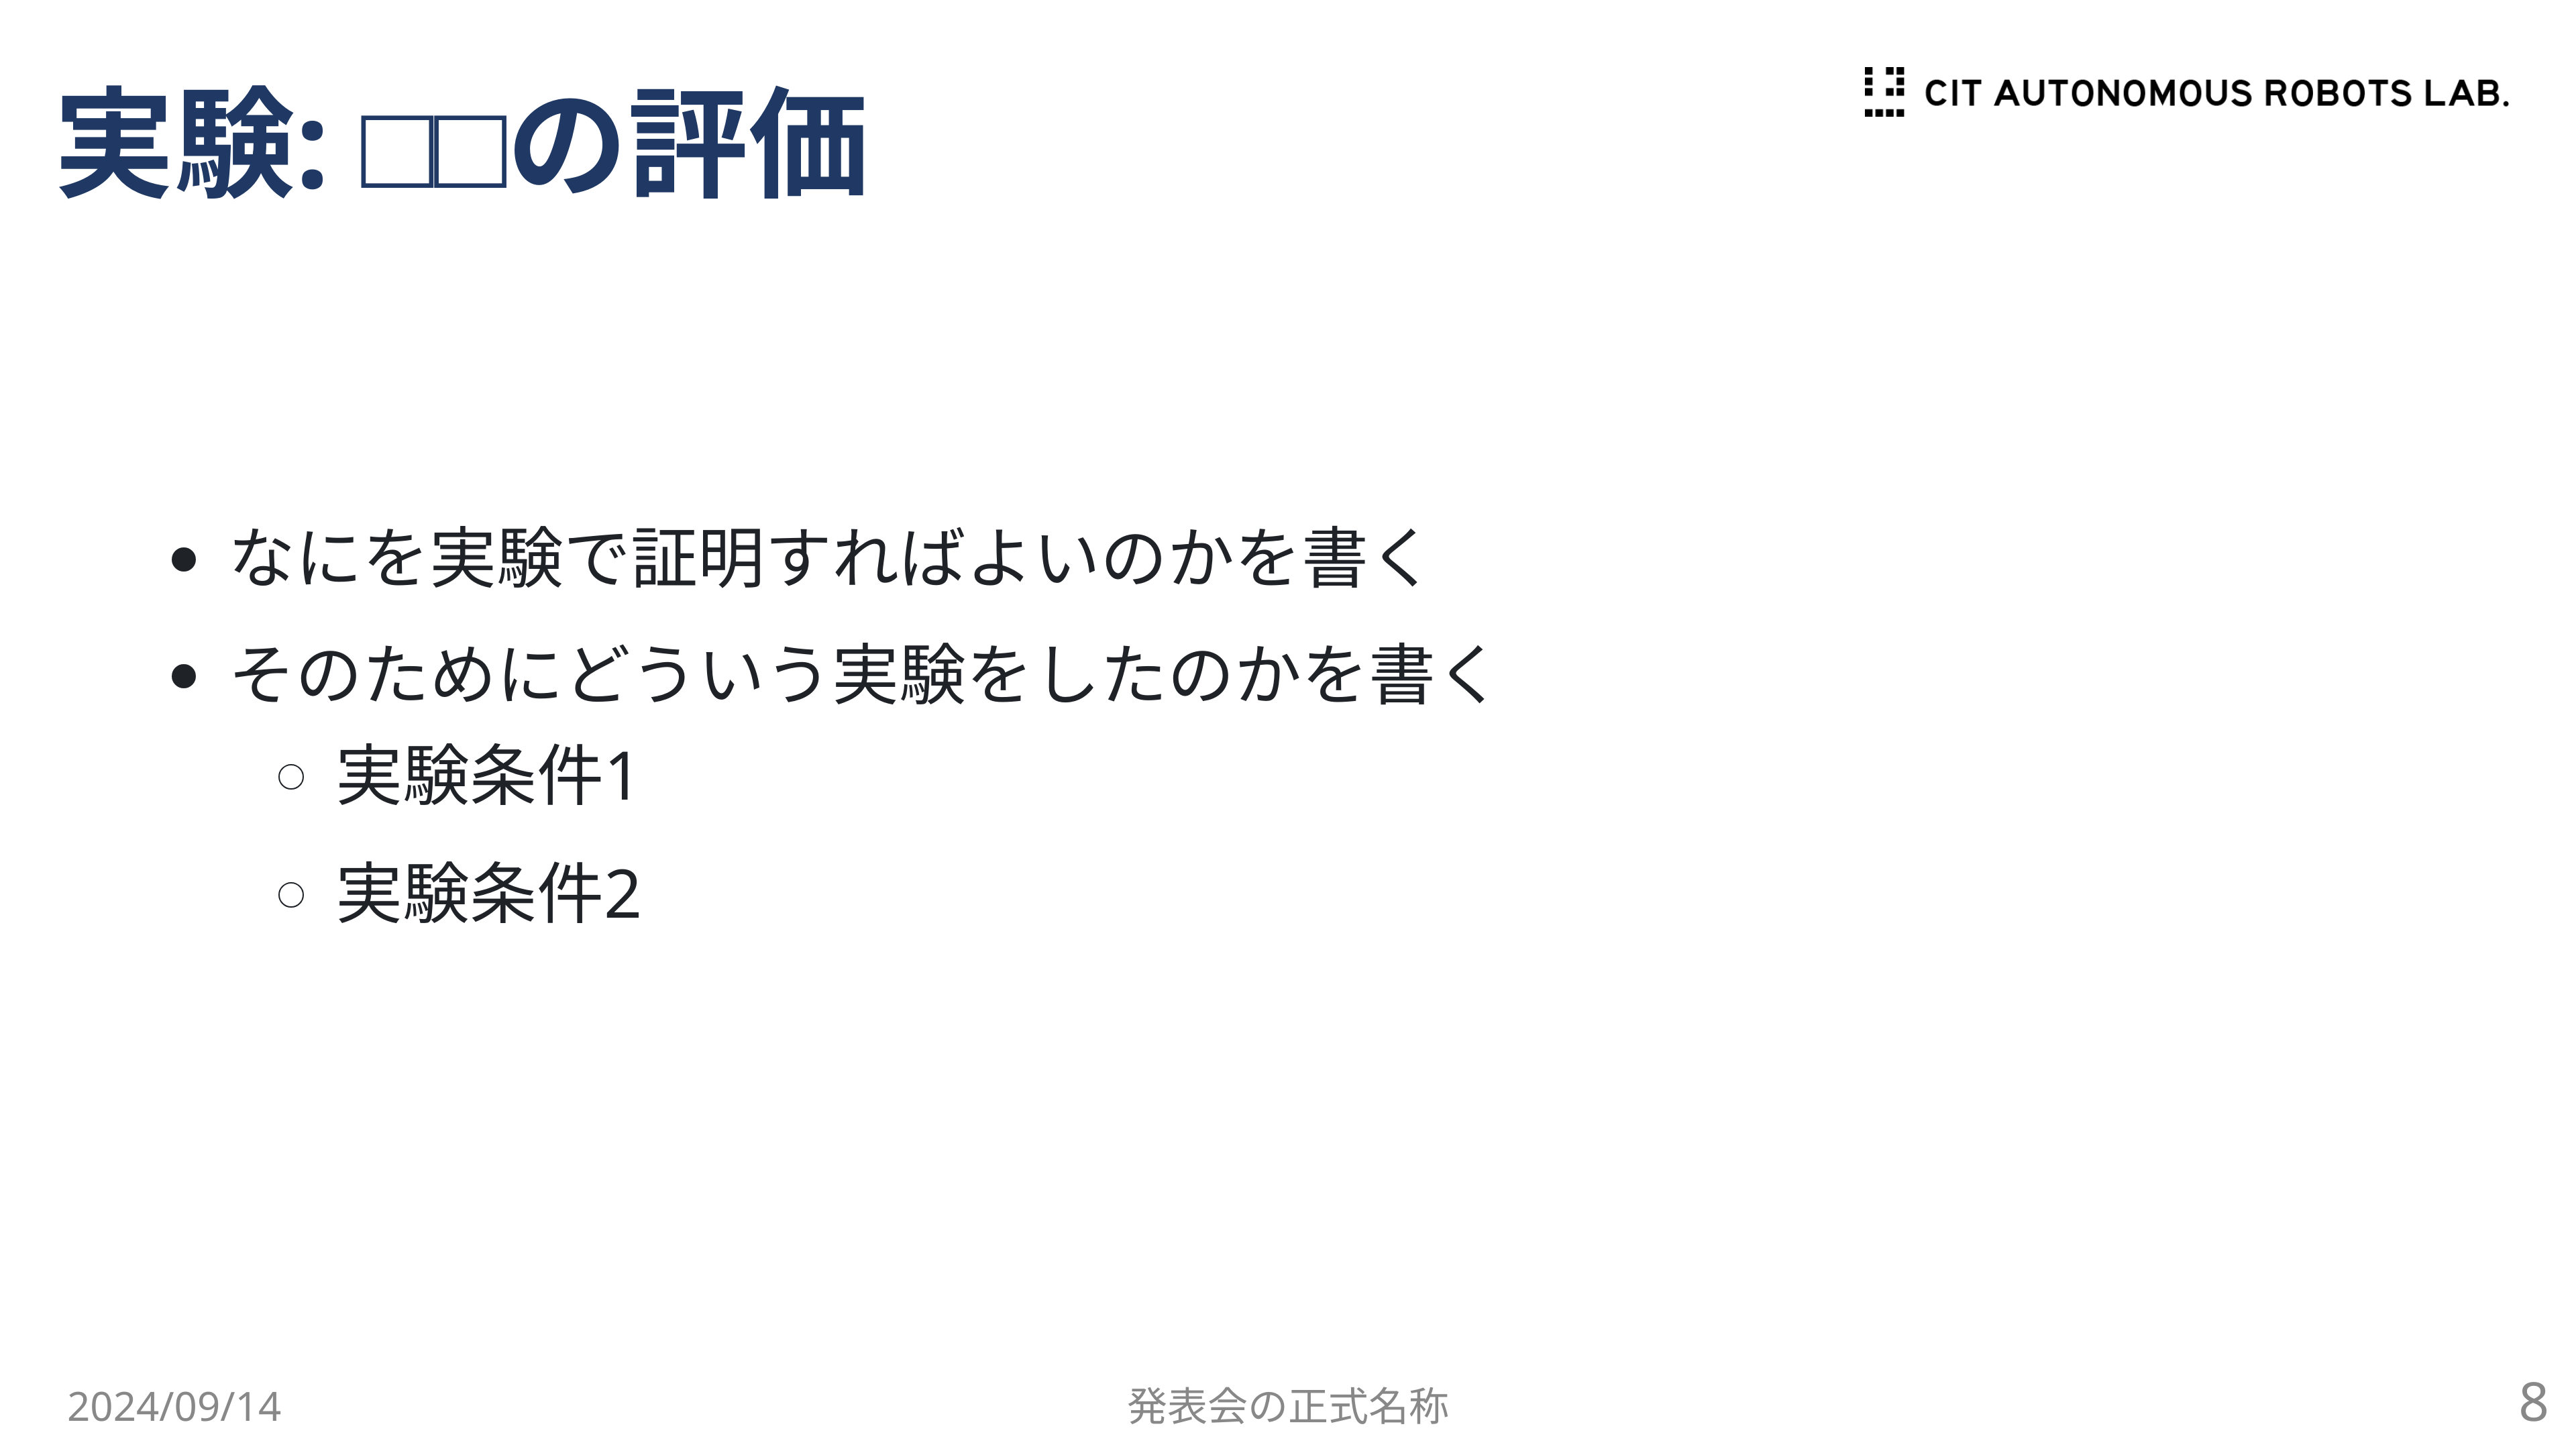 実験: □□の評価
CIT AUTONOMOUS ROBOTS LAB.
• なにを実験で証明すればよいのかを書く
• そのためにどういう実験をしたのかを書く
○ 実験条件1
○ 実験条件2
2024/09/14
発表会の正式名称
8